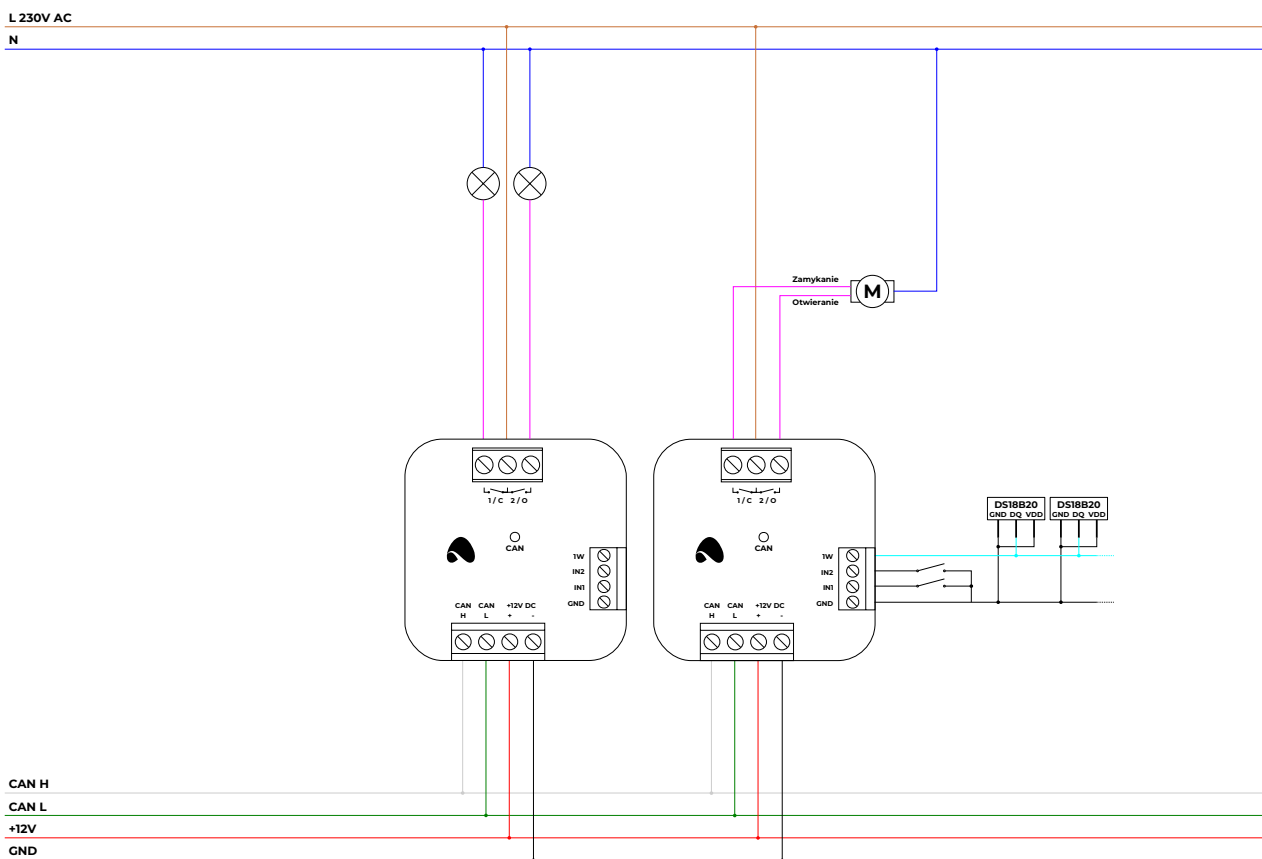 L 230V AC
N
Zamykanie
M
Otwieranie
1 / C 2 / O
CAN
1W
IN2
IN1
GND
CAN CAN +12V DC
H L + -
1 / C 2 / O
CAN
1W
IN2
IN1
GND
CAN CAN +12V DC
H L + -
DS18B20
GND DQ VDD
DS18B20
GND DQ VDD
CAN H
CAN L
+12V
GND